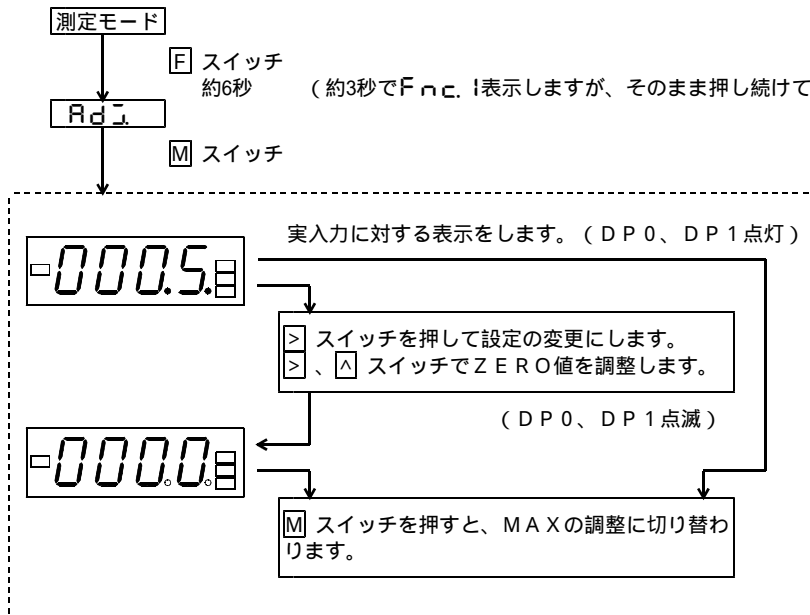 測定モード
F スイッチ
約6秒 (約3秒でFnc.1表示しますが、そのまま押し続けて
Adj.
M スイッチ
実入力に対する表示をします。(DP0、DP1点灯)
-000.5.
> スイッチを押して設定の変更にします。
> 、^ スイッチでZERO値を調整します。
(DP0、DP1点滅)
-000.0.
M スイッチを押すと、MAXの調整に切り替わ
ります。